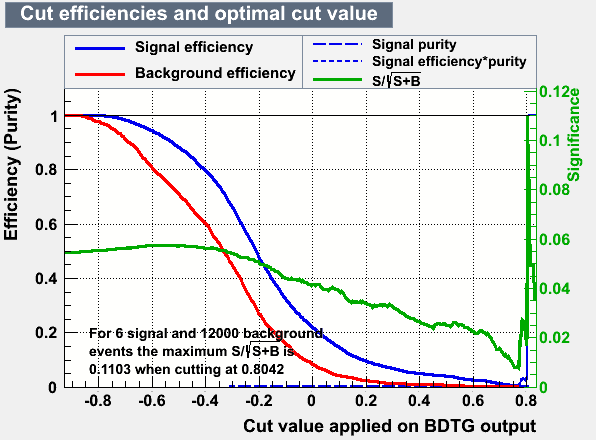 Cut efficiencies and optimal cut value
Signal efficiency
Background efficiency
Signal purity
Signal efficiency*purity
S/√S+B
Efficiency (Purity)
1
0.8
0.6
0.4
0.2
0
0.12
0.1
0.08
0.06
0.04
0.02
0
Significance
For 6 signal and 12000 background
events the maximum S/√S+B is
0.1103 when cutting at 0.8042
-0.8 -0.6 -0.4 -0.2 0 0.2 0.4 0.6 0.8
Cut value applied on BDTG output